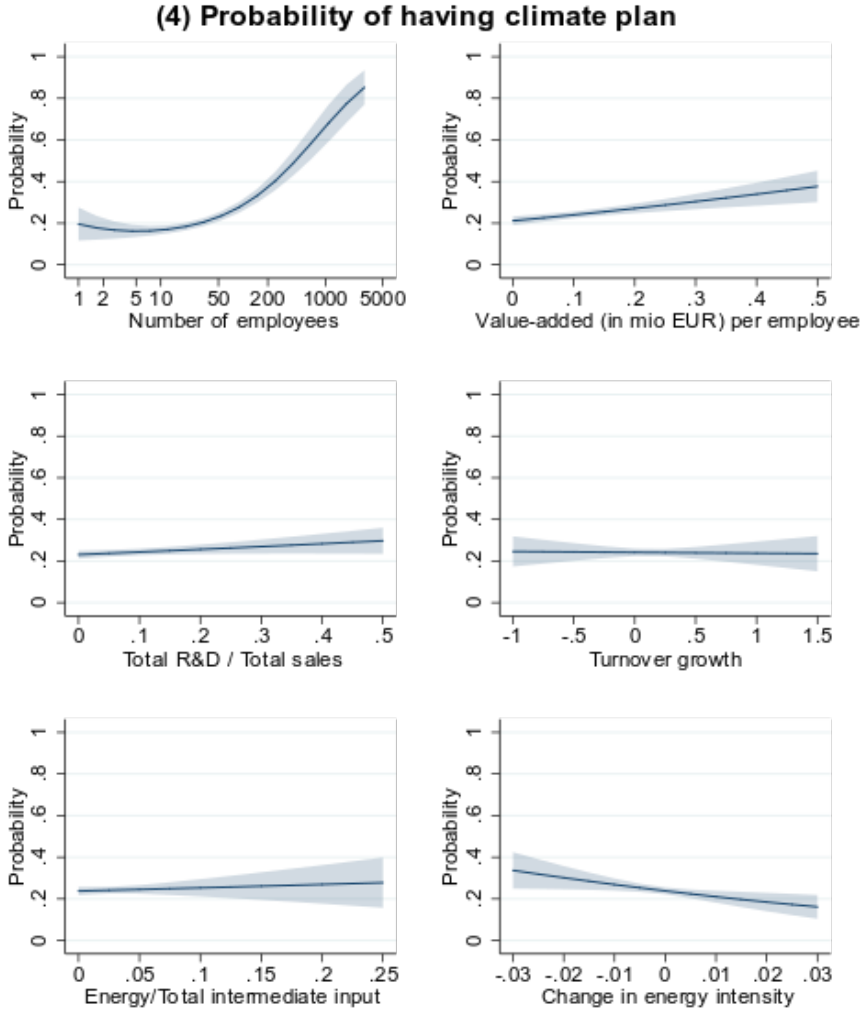 (4) Probability of having climate plan
Probability
0 .2 .4 .6 .8 1
1 2 5 10 50 200 1000 5000
Number of employees
Probability
0 .2 .4 .6 .8 1
0 .1 .2 .3 .4 .5
Value-added (in mio EUR) per employee
Probability
0 .2 .4 .6 .8 1
0 .1 .2 .3 .4 .5
Total R&D / Total sales
Probability
0 .2 .4 .6 .8 1
-1 -.5 0 .5 1 1.5
Turnover growth
Probability
0 .2 .4 .6 .8 1
0 .05 .1 .15 .2 .25
Energy/Total intermediate input
Probability
0 .2 .4 .6 .8 1
-.03 -.02 -.01 0 .01 .02 .03
Change in energy intensity